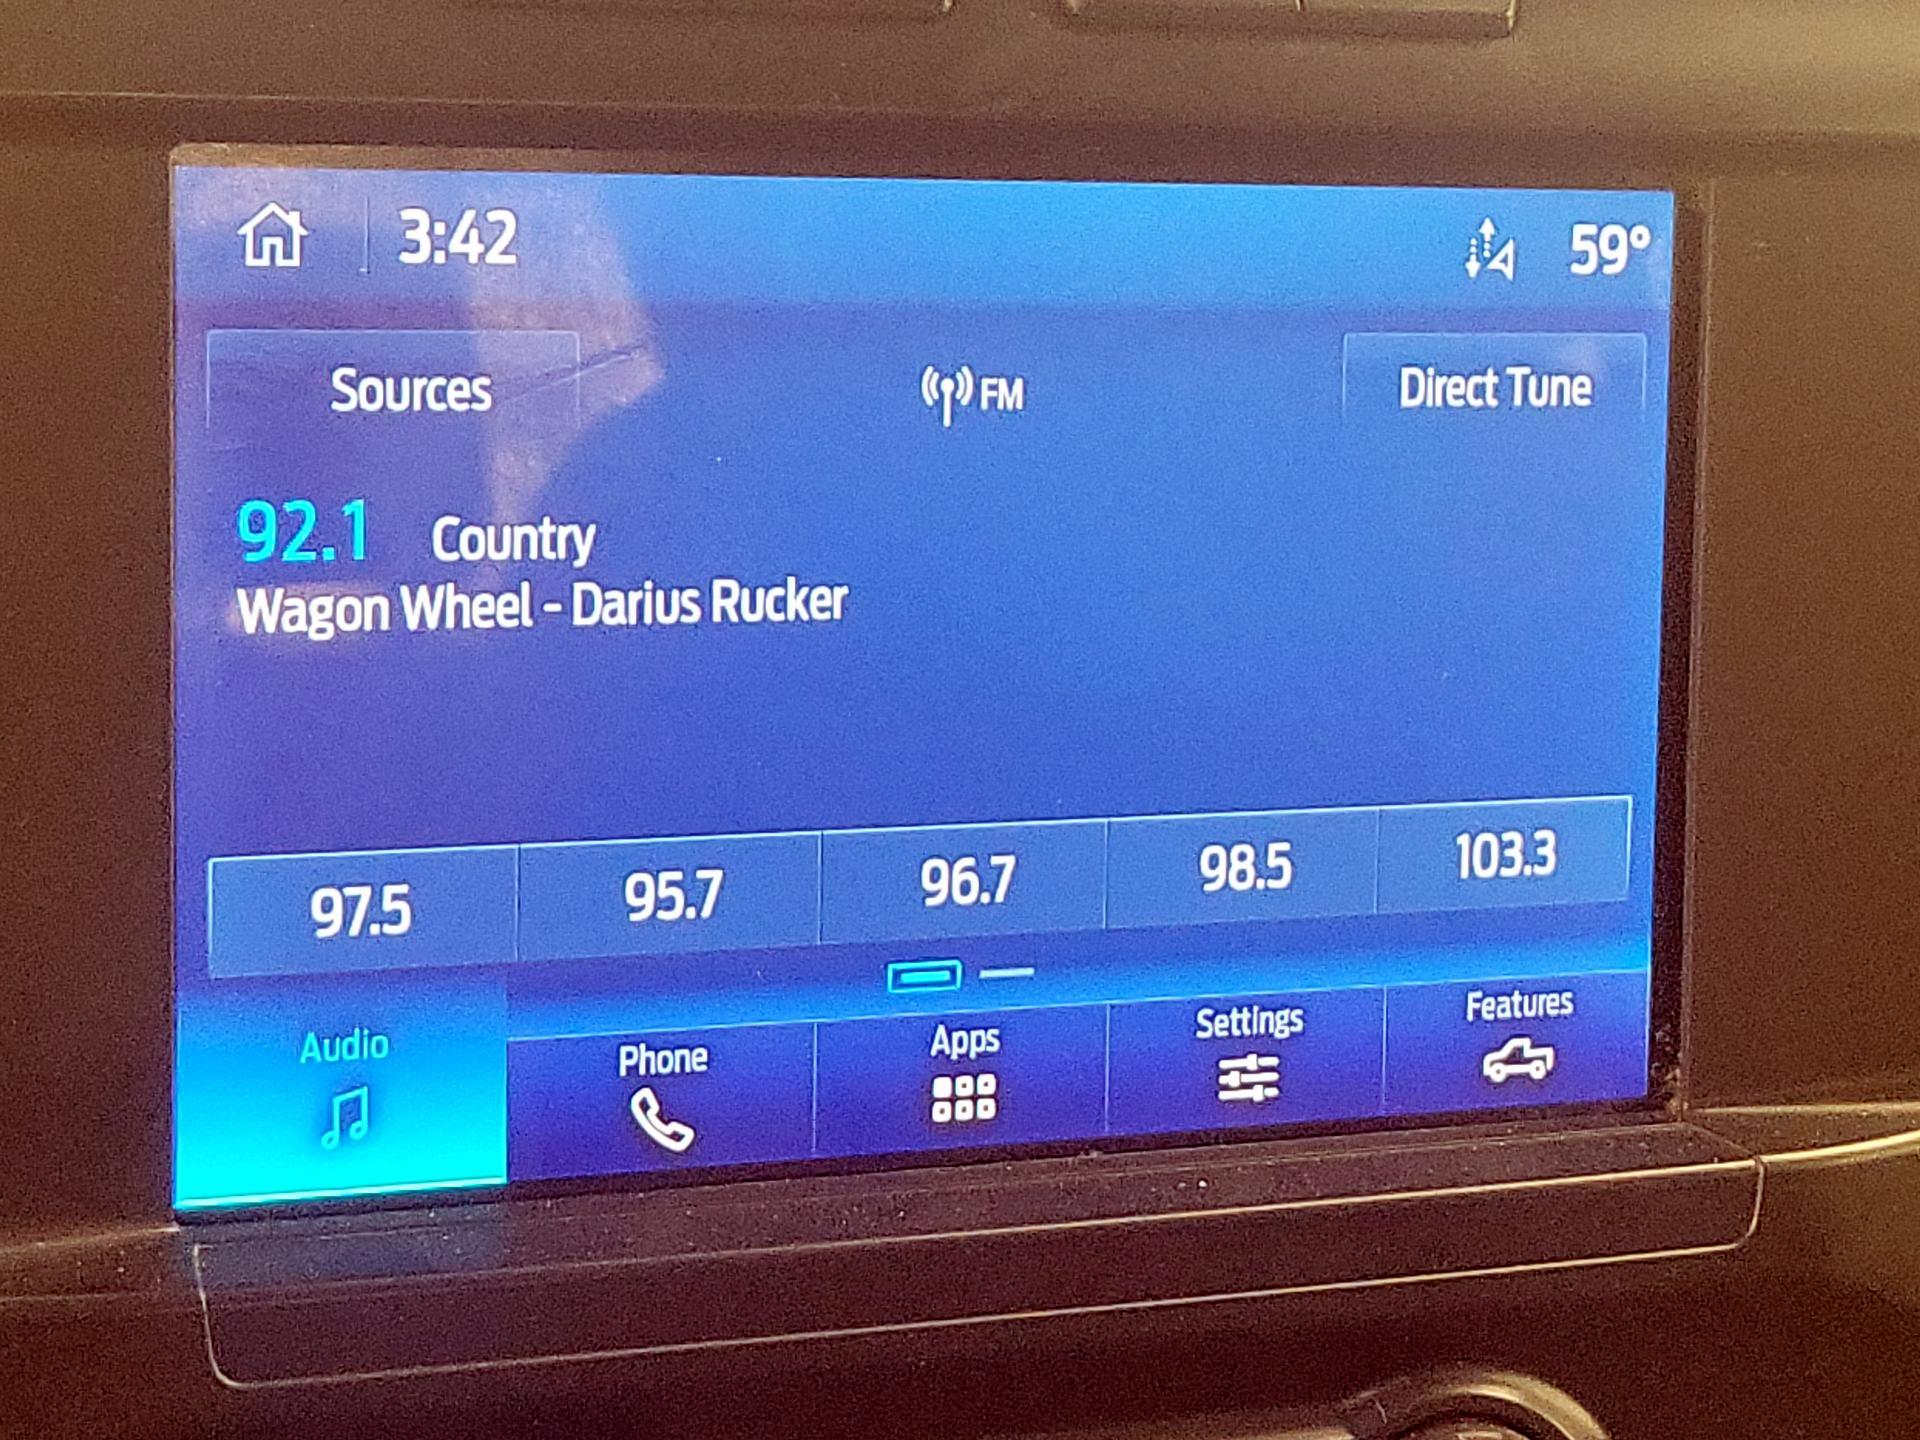 3:42
59°
Sources
FM
Direct Tune
92.1 Country
Wagon Wheel - Darius Rucker
97.5 95.7 96.7 98.5 103.3
Audio Phone Apps Settings Features